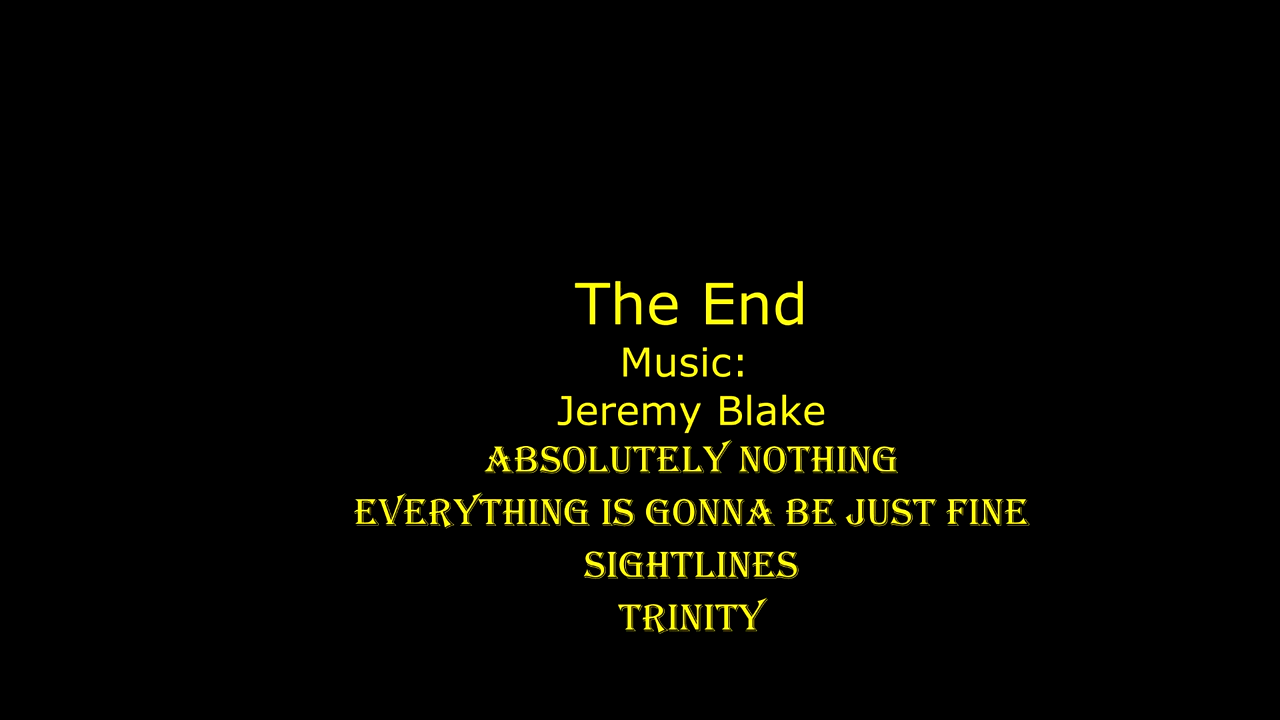 The End
Music:
Jeremy Blake
ABSOLUTELY NOTHING
EVERYTHING IS GONNA BE JUST FINE
SIGHTLINES
TRINITY